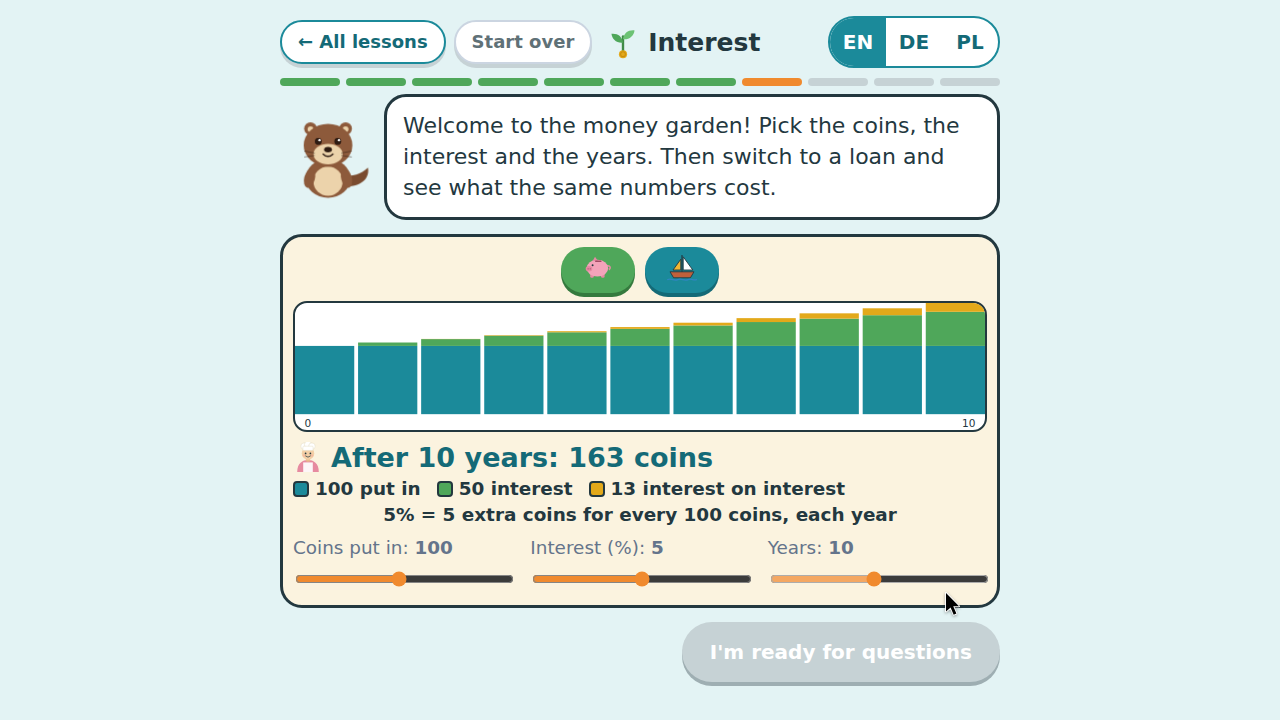 ← All lessons
Start over
Interest
EN DE PL
Welcome to the money garden! Pick the coins, the
interest and the years. Then switch to a loan and
see what the same numbers cost.
0 10
After 10 years: 163 coins
100 put in 50 interest 13 interest on interest
5% = 5 extra coins for every 100 coins, each year
Coins put in: 100 Interest (%): 5 Years: 10
I'm ready for questions